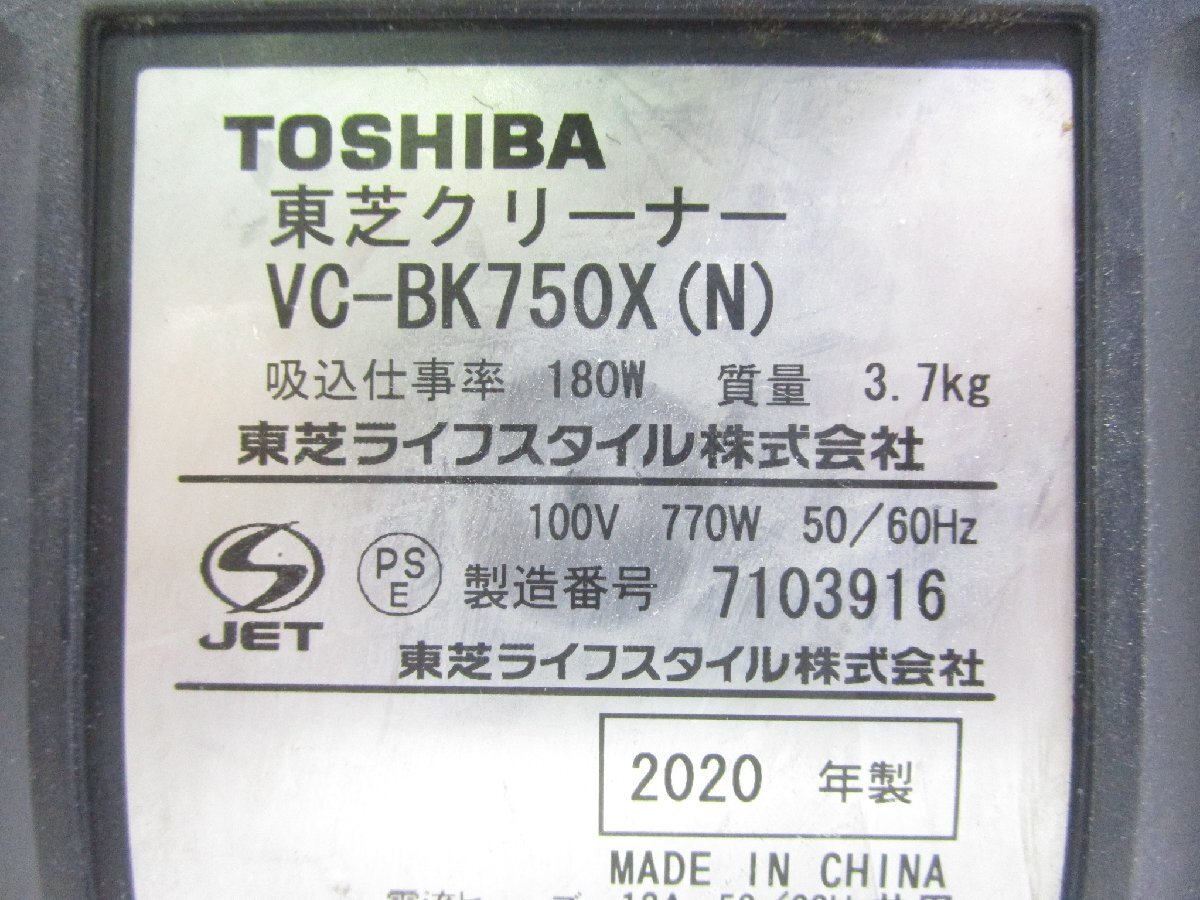 TOSHIBA
東芝クリーナー
VC-BK750X(N)
吸込仕事率 180W 質量 3.7kg
東芝ライフスタイル株式会社
100V 770W 50/60Hz
JET PSE 製造番号 7103916
東芝ライフスタイル株式会社
2020 年製
MADE IN CHINA